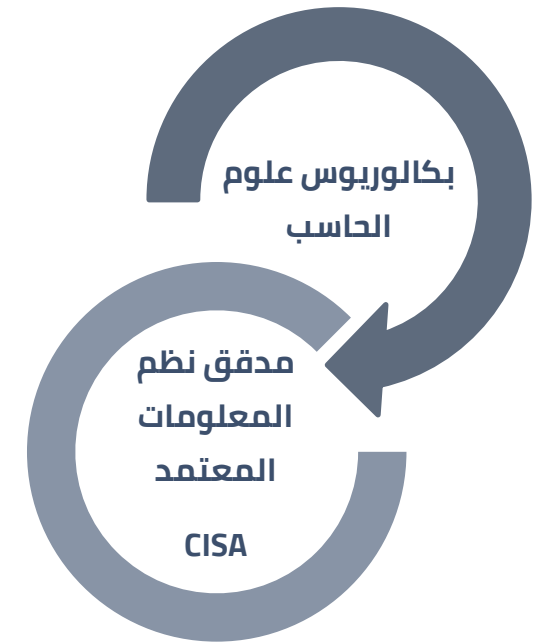 بكالوريوس علوم
الحاسب
مدقق نظم
المعلومات
المعتمد
CISA